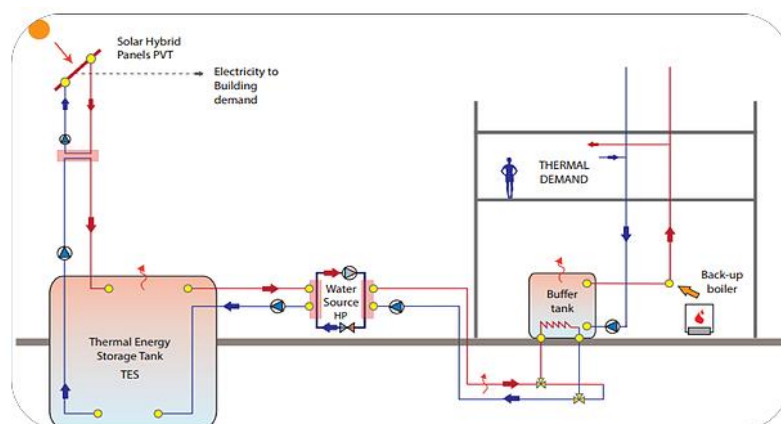 Solar Hybrid
Panels PVT
Electricity to
Building
demand
THERMAL
DEMAND
Water
Source
HP
Buffer
tank
Back-up
boiler
Thermal Energy
Storage Tank
TES